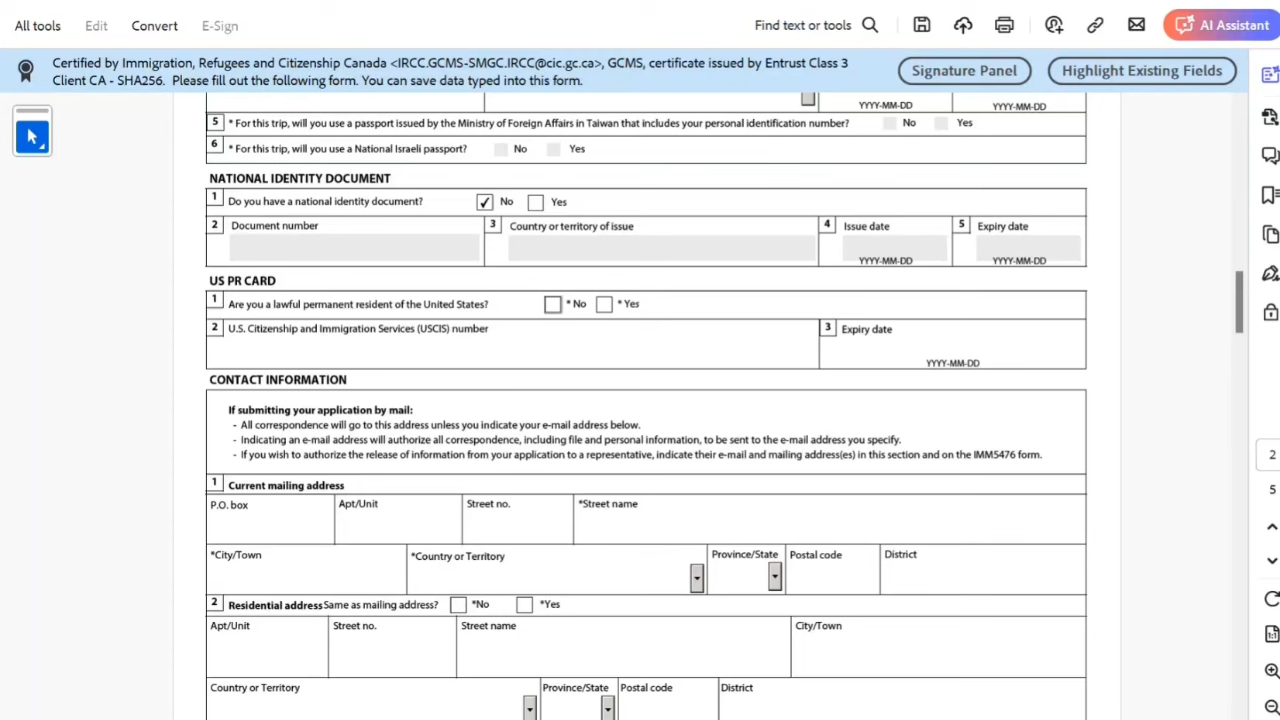 All tools Edit Convert E-Sign Find text or tools AI Assistant
Certified by Immigration, Refugees and Citizenship Canada <IRCC.GCMS-SMGC.IRCC@cic.gc.ca>, GCMS, certificate issued by Entrust Class 3
Client CA - SHA256. Please fill out the following form. You can save data typed into this form.
Signature Panel Highlight Existing Fields
YYYY-MM-DD YYYY-MM-DD
5 * For this trip, will you use a passport issued by the Ministry of Foreign Affairs in Taiwan that includes your personal identification number? No Yes
6 * For this trip, will you use a National Israeli passport? No Yes
NATIONAL IDENTITY DOCUMENT
1 Do you have a national identity document? No Yes
2 Document number 3 Country or territory of issue 4 Issue date 5 Expiry date
YYYY-MM-DD YYYY-MM-DD
US PR CARD
1 Are you a lawful permanent resident of the United States? * No * Yes
2 U.S. Citizenship and Immigration Services (USCIS) number 3 Expiry date
YYYY-MM-DD
CONTACT INFORMATION
If submitting your application by mail:
- All correspondence will go to this address unless you indicate your e-mail address below.
- Indicating an e-mail address will authorize all correspondence, including file and personal information, to be sent to the e-mail address you specify.
- If you wish to authorize the release of information from your application to a representative, indicate their e-mail and mailing address(es) in this section and on the IMM5476 form.
1 Current mailing address
P.O. box Apt/Unit Street no. *Street name
*City/Town *Country or Territory Province/State Postal code District
2 Residential address Same as mailing address? *No *Yes
Apt/Unit Street no. Street name City/Town
Country or Territory Province/State Postal code District
2
5
1:1